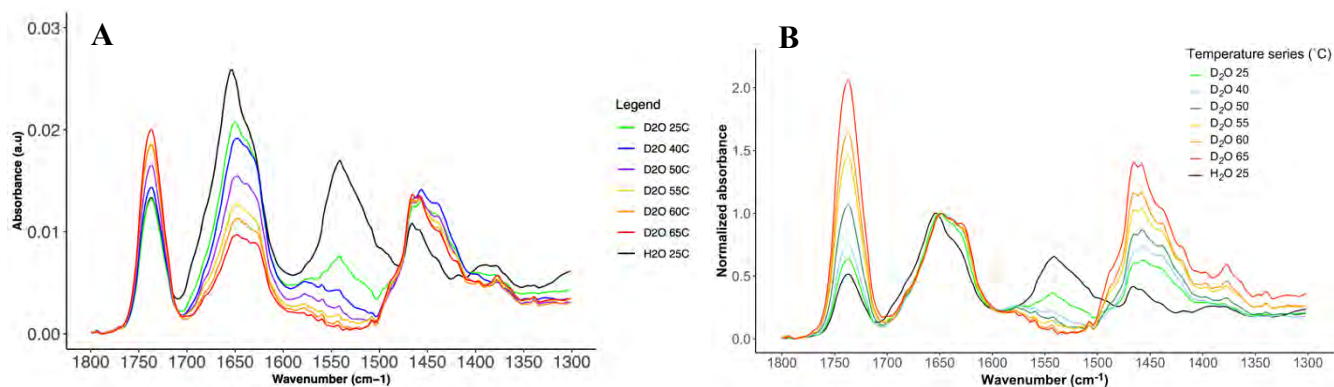 A
0.03
0.02
0.01
0.00
Absorbance (a.u)
1800 1750 1700 1650 1600 1550 1500 1450 1400 1350 1300
Wavenumber (cm−1)
Legend
D2O 25C
D2O 40C
D2O 50C
D2O 55C
D2O 60C
D2O 65C
H2O 25C
B
2.0
1.5
1.0
0.5
0.0
Normalized absorbance
1800 1750 1700 1650 1600 1550 1500 1450 1400 1350 1300
Wavenumber (cm⁻¹)
Temperature series (°C)
D₂O 25
D₂O 40
D₂O 50
D₂O 55
D₂O 60
D₂O 65
H₂O 25